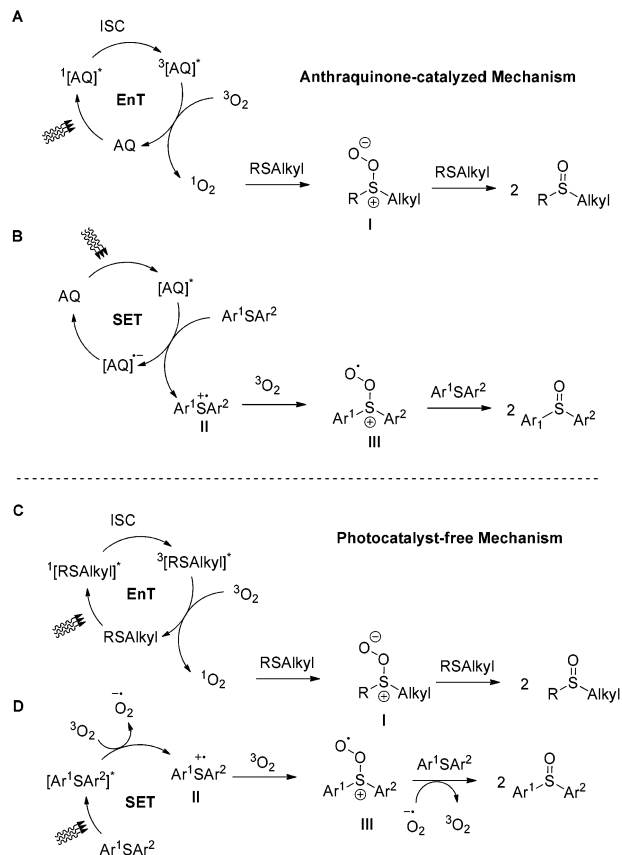 A
ISC
¹[AQ]* ³[AQ]*
EnT
³O₂
AQ
¹O₂
Anthraquinone-catalyzed Mechanism
RSAlkyl
⊖
O
O
R S Alkyl
⊕
I
RSAlkyl
2
O
R S Alkyl
B
AQ
[AQ]*
SET
Ar¹SAr²
[AQ]•−
+•
Ar¹SAr²
II
³O₂
O•
O
Ar¹ S Ar²
⊕
III
Ar¹SAr²
2
O
Ar₁ S Ar²
C
ISC
¹[RSAlkyl]* ³[RSAlkyl]*
EnT
³O₂
RSAlkyl
¹O₂
Photocatalyst-free Mechanism
RSAlkyl
⊖
O
O
R S Alkyl
⊕
I
RSAlkyl
2
O
R S Alkyl
D
−•
O₂
³O₂
[Ar¹SAr²]*
SET
Ar¹SAr²
+•
Ar¹SAr²
II
³O₂
O•
O
Ar¹ S Ar²
⊕
III
Ar¹SAr²
−•
O₂
³O₂
2
O
Ar¹ S Ar²